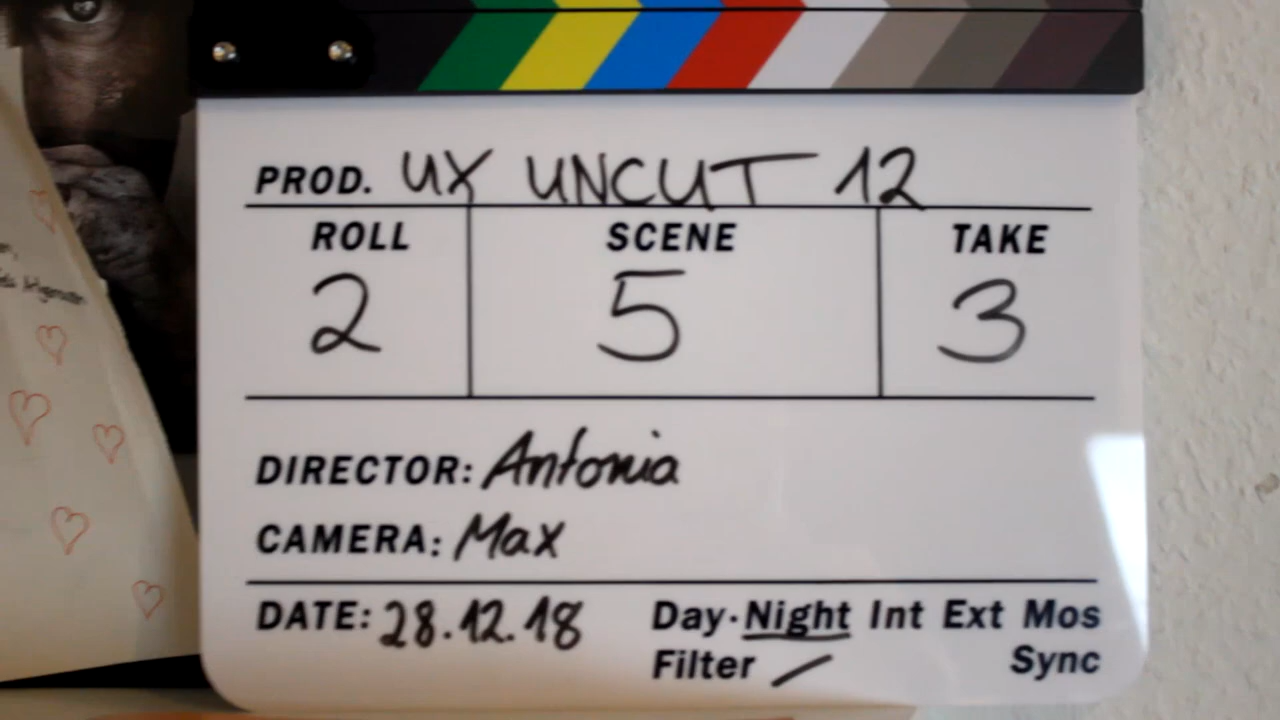 PROD. UX UNCUT 12
ROLL SCENE TAKE
2 5 3
DIRECTOR: Antonia
CAMERA: Max
DATE: 28.12.18 Day·Night Int Ext Mos
Filter / Sync